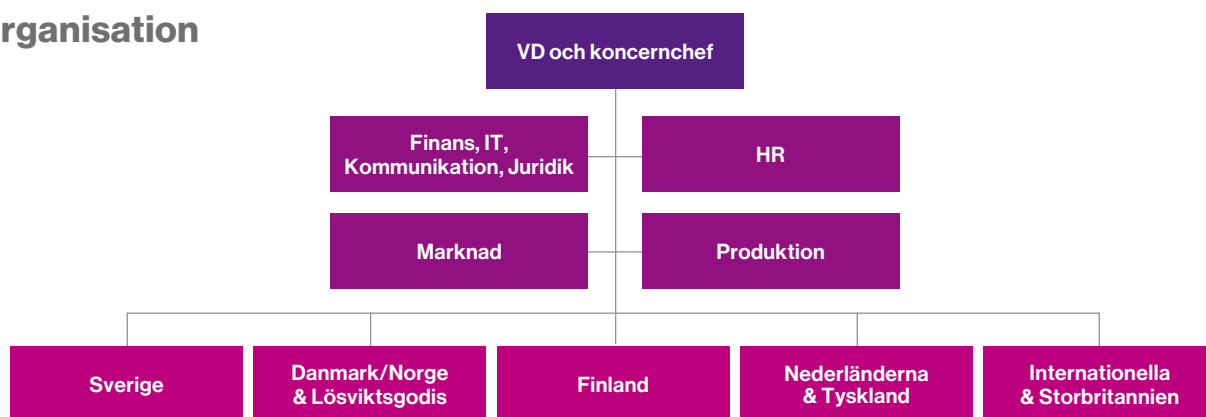 rganisation
VD och koncernchef
Finans, IT,
Kommunikation, Juridik
HR
Marknad
Produktion
Sverige
Danmark/Norge
& Lösviktsgodis
Finland
Nederländerna
& Tyskland
Internationella
& Storbritannien